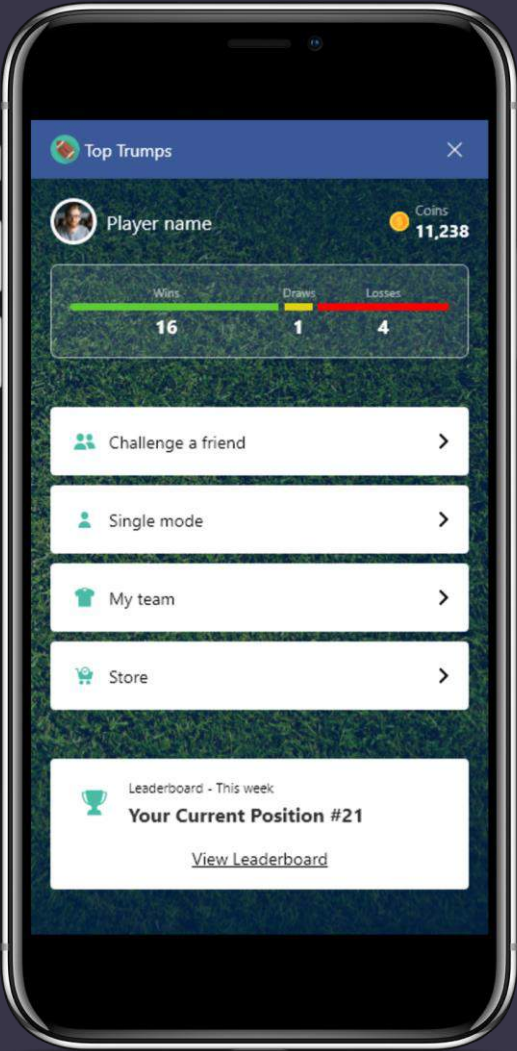 Top Trumps
Player name
Coins
11,238
Wins Draws Losses
16 1 4
Challenge a friend
Single mode
My team
Store
Leaderboard - This week
Your Current Position #21
View Leaderboard